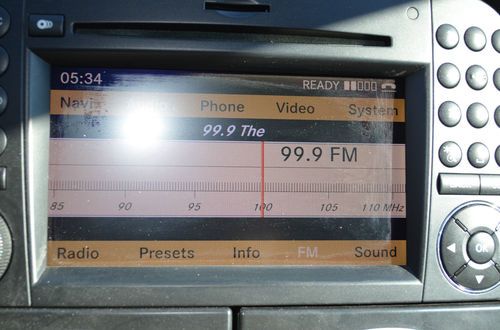 05:34 READY
Navi Audio Phone Video System
99.9 The
99.9 FM
85 90 95 100 105 110 MHz
Radio Presets Info FM Sound
OK